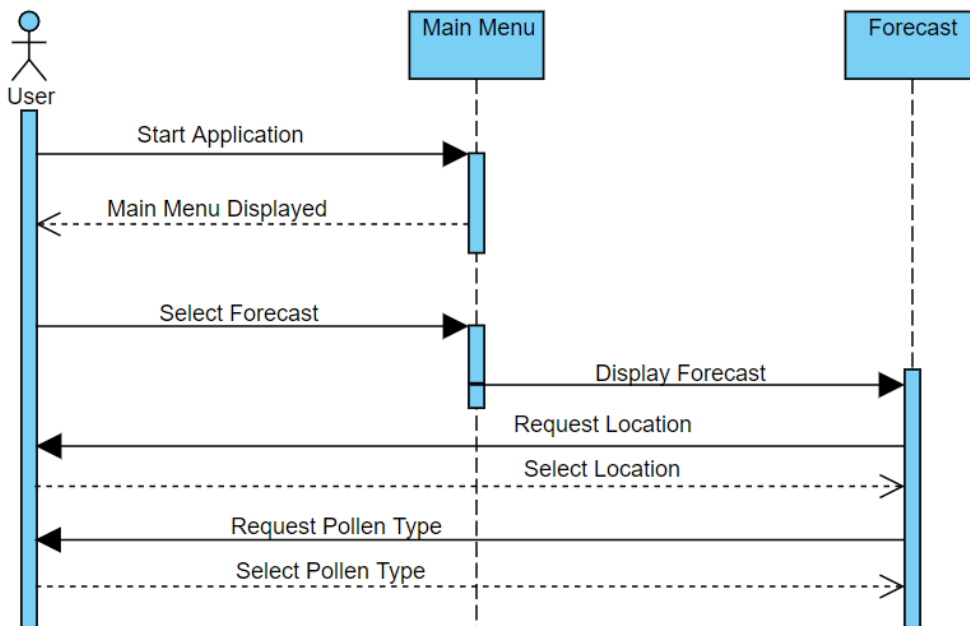 Main Menu
Forecast
User
Start Application
Main Menu Displayed
Select Forecast
Display Forecast
Request Location
Select Location
Request Pollen Type
Select Pollen Type